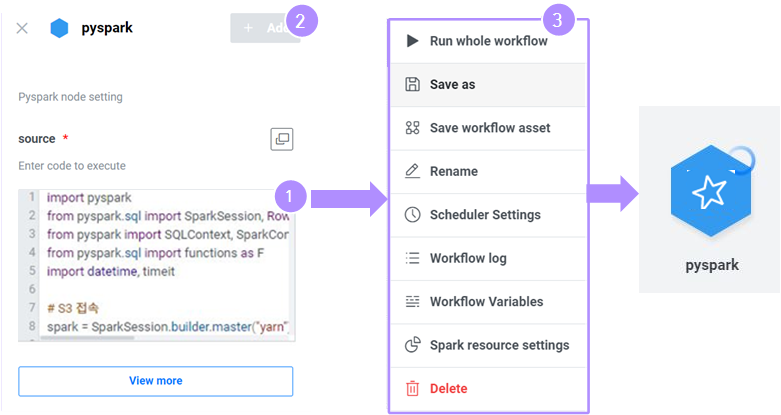 pyspark
+ Add
2
Pyspark node setting
source *
Enter code to execute
1
1 import pyspark
2 from pyspark.sql import SparkSession, Row
3 from pyspark import SQLContext, SparkCon
4 from pyspark.sql import functions as F
5 import datetime, timeit
6
7 # S3 접속
8 spark = SparkSession.builder.master("yarn")
View more
3
Run whole workflow
Save as
Save workflow asset
Rename
Scheduler Settings
Workflow log
Workflow Variables
Spark resource settings
Delete
pyspark